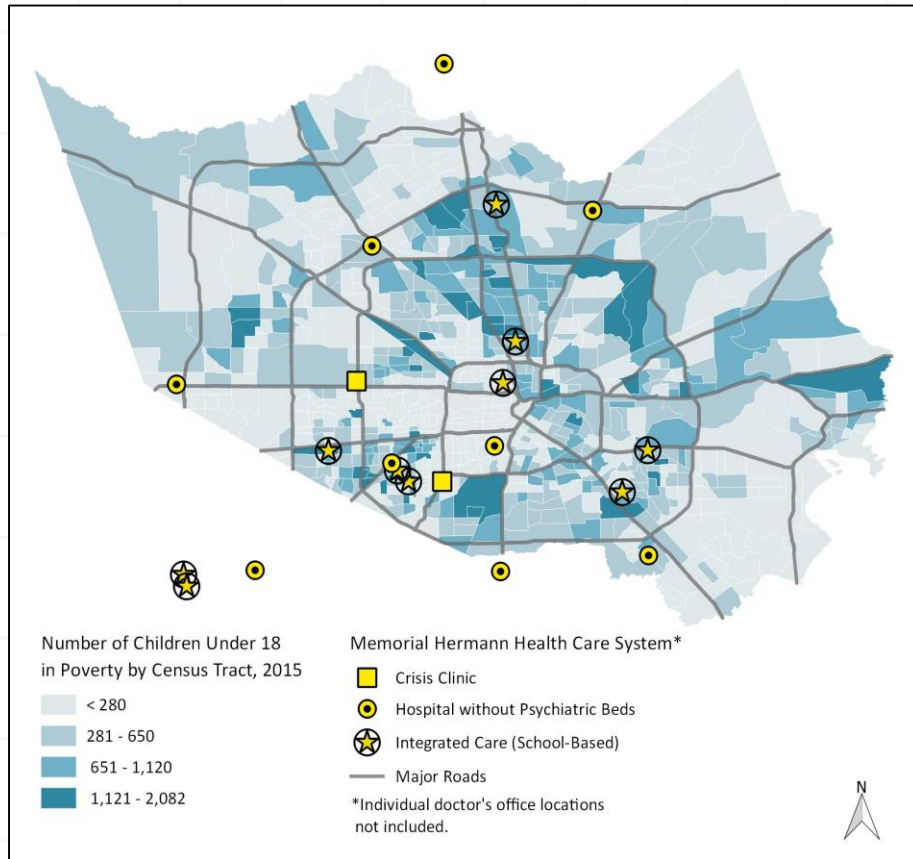 Number of Children Under 18
in Poverty by Census Tract, 2015
< 280
281 - 650
651 - 1,120
1,121 - 2,082
Memorial Hermann Health Care System*
Crisis Clinic
Hospital without Psychiatric Beds
Integrated Care (School-Based)
Major Roads
*Individual doctor's office locations
not included.
N